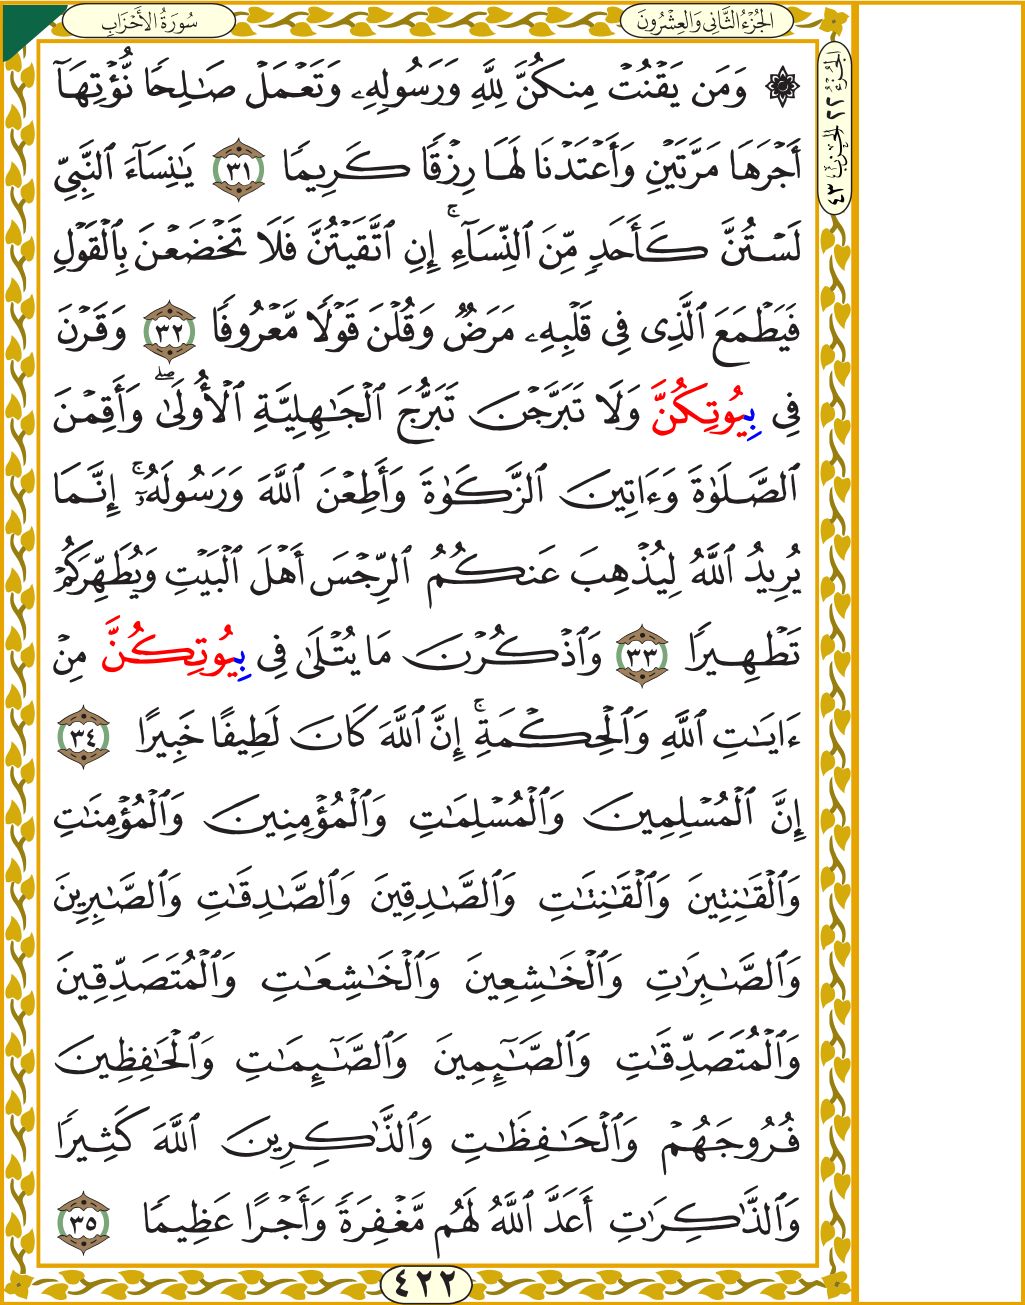 سُورَةُ الأَحْزَابِ
الجُزْءُ الثَّانِي وَالعِشْرُونَ
الجُزْءُ ٢٢ الحِزْبُ ٤٣
۞ وَمَن يَقْنُتْ مِنكُنَّ لِلَّهِ وَرَسُولِهِۦ وَتَعْمَلْ صَـٰلِحًا نُّؤْتِهَآ
أَجْرَهَا مَرَّتَيْنِ وَأَعْتَدْنَا لَهَا رِزْقًا كَرِيمًا ٣١ يَـٰنِسَآءَ ٱلنَّبِيِّ
لَسْتُنَّ كَأَحَدٍ مِّنَ ٱلنِّسَآءِ ۚ إِنِ ٱتَّقَيْتُنَّ فَلَا تَخْضَعْنَ بِٱلْقَوْلِ
فَيَطْمَعَ ٱلَّذِى فِى قَلْبِهِۦ مَرَضٌ وَقُلْنَ قَوْلًا مَّعْرُوفًا ٣٢ وَقَرْنَ
فِى بِيُوتِكُنَّ وَلَا تَبَرَّجْنَ تَبَرُّجَ ٱلْجَـٰهِلِيَّةِ ٱلْأُولَىٰ ۖ وَأَقِمْنَ
ٱلصَّلَوٰةَ وَءَاتِينَ ٱلزَّكَوٰةَ وَأَطِعْنَ ٱللَّهَ وَرَسُولَهُۥٓ ۚ إِنَّمَا
يُرِيدُ ٱللَّهُ لِيُذْهِبَ عَنكُمُ ٱلرِّجْسَ أَهْلَ ٱلْبَيْتِ وَيُطَهِّرَكُمْ
تَطْهِيرًا ٣٣ وَٱذْكُرْنَ مَا يُتْلَىٰ فِى بِيُوتِكُنَّ مِنْ
ءَايَـٰتِ ٱللَّهِ وَٱلْحِكْمَةِ ۚ إِنَّ ٱللَّهَ كَانَ لَطِيفًا خَبِيرًا ٣٤
إِنَّ ٱلْمُسْلِمِينَ وَٱلْمُسْلِمَـٰتِ وَٱلْمُؤْمِنِينَ وَٱلْمُؤْمِنَـٰتِ
وَٱلْقَـٰنِتِينَ وَٱلْقَـٰنِتَـٰتِ وَٱلصَّـٰدِقِينَ وَٱلصَّـٰدِقَـٰتِ وَٱلصَّـٰبِرِينَ
وَٱلصَّـٰبِرَٰتِ وَٱلْخَـٰشِعِينَ وَٱلْخَـٰشِعَـٰتِ وَٱلْمُتَصَدِّقِينَ
وَٱلْمُتَصَدِّقَـٰتِ وَٱلصَّـٰٓئِمِينَ وَٱلصَّـٰٓئِمَـٰتِ وَٱلْحَـٰفِظِينَ
فُرُوجَهُمْ وَٱلْحَـٰفِظَـٰتِ وَٱلذَّٰكِرِينَ ٱللَّهَ كَثِيرًا
وَٱلذَّٰكِرَٰتِ أَعَدَّ ٱللَّهُ لَهُم مَّغْفِرَةً وَأَجْرًا عَظِيمًا ٣٥
٤٢٢